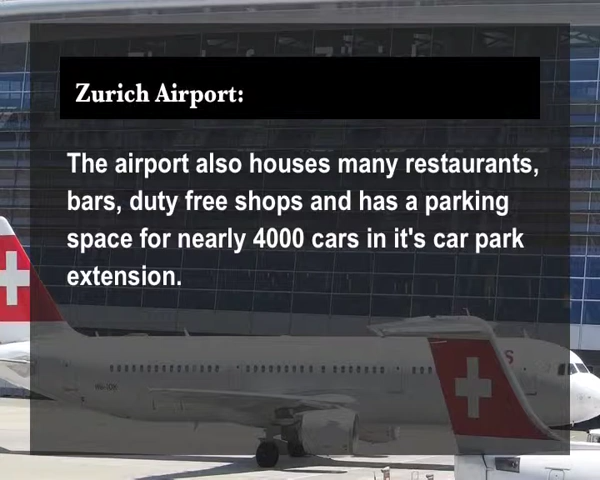 Zurich Airport:
The airport also houses many restaurants,
bars, duty free shops and has a parking
space for nearly 4000 cars in it's car park
extension.